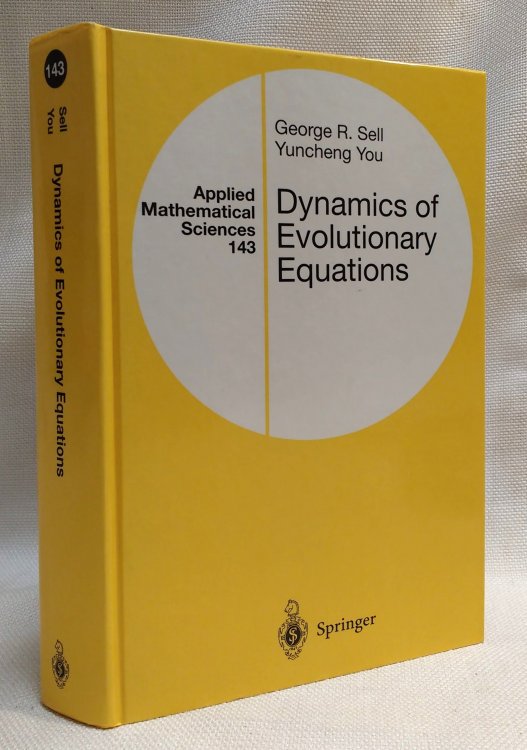 143
Sell
You
Dynamics of Evolutionary Equations
George R. Sell
Yuncheng You
Applied
Mathematical
Sciences
143
Dynamics of
Evolutionary
Equations
Springer